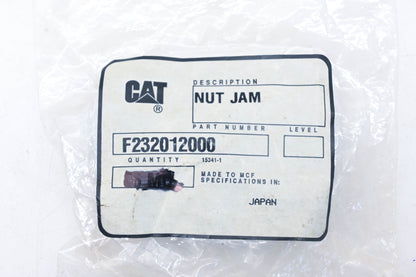 CAT ®
DESCRIPTION
NUT JAM
PART NUMBER LEVEL
F232012000
QUANTITY 15341-1
MADE TO MCF
SPECIFICATIONS IN:
JAPAN